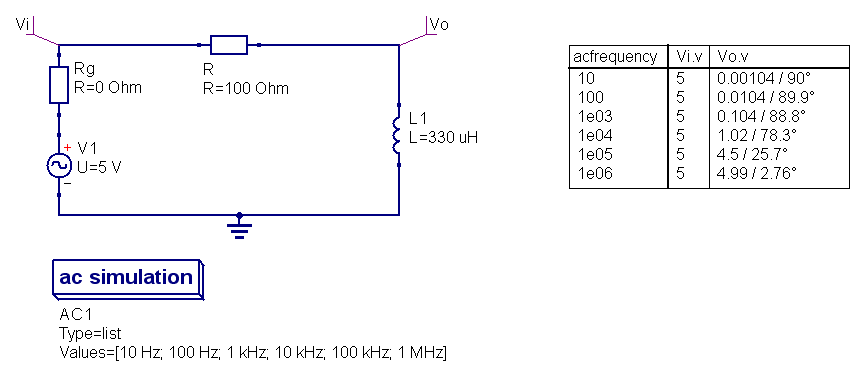 Vi
Vo
Rg
R=0 Ohm
R
R=100 Ohm
+ V1
U=5 V
−
L1
L=330 uH
acfrequency Vi.v Vo.v
10 5 0.00104 / 90°
100 5 0.0104 / 89.9°
1e03 5 0.104 / 88.8°
1e04 5 1.02 / 78.3°
1e05 5 4.5 / 25.7°
1e06 5 4.99 / 2.76°
ac simulation
AC1
Type=list
Values=[10 Hz; 100 Hz; 1 kHz; 10 kHz; 100 kHz; 1 MHz]